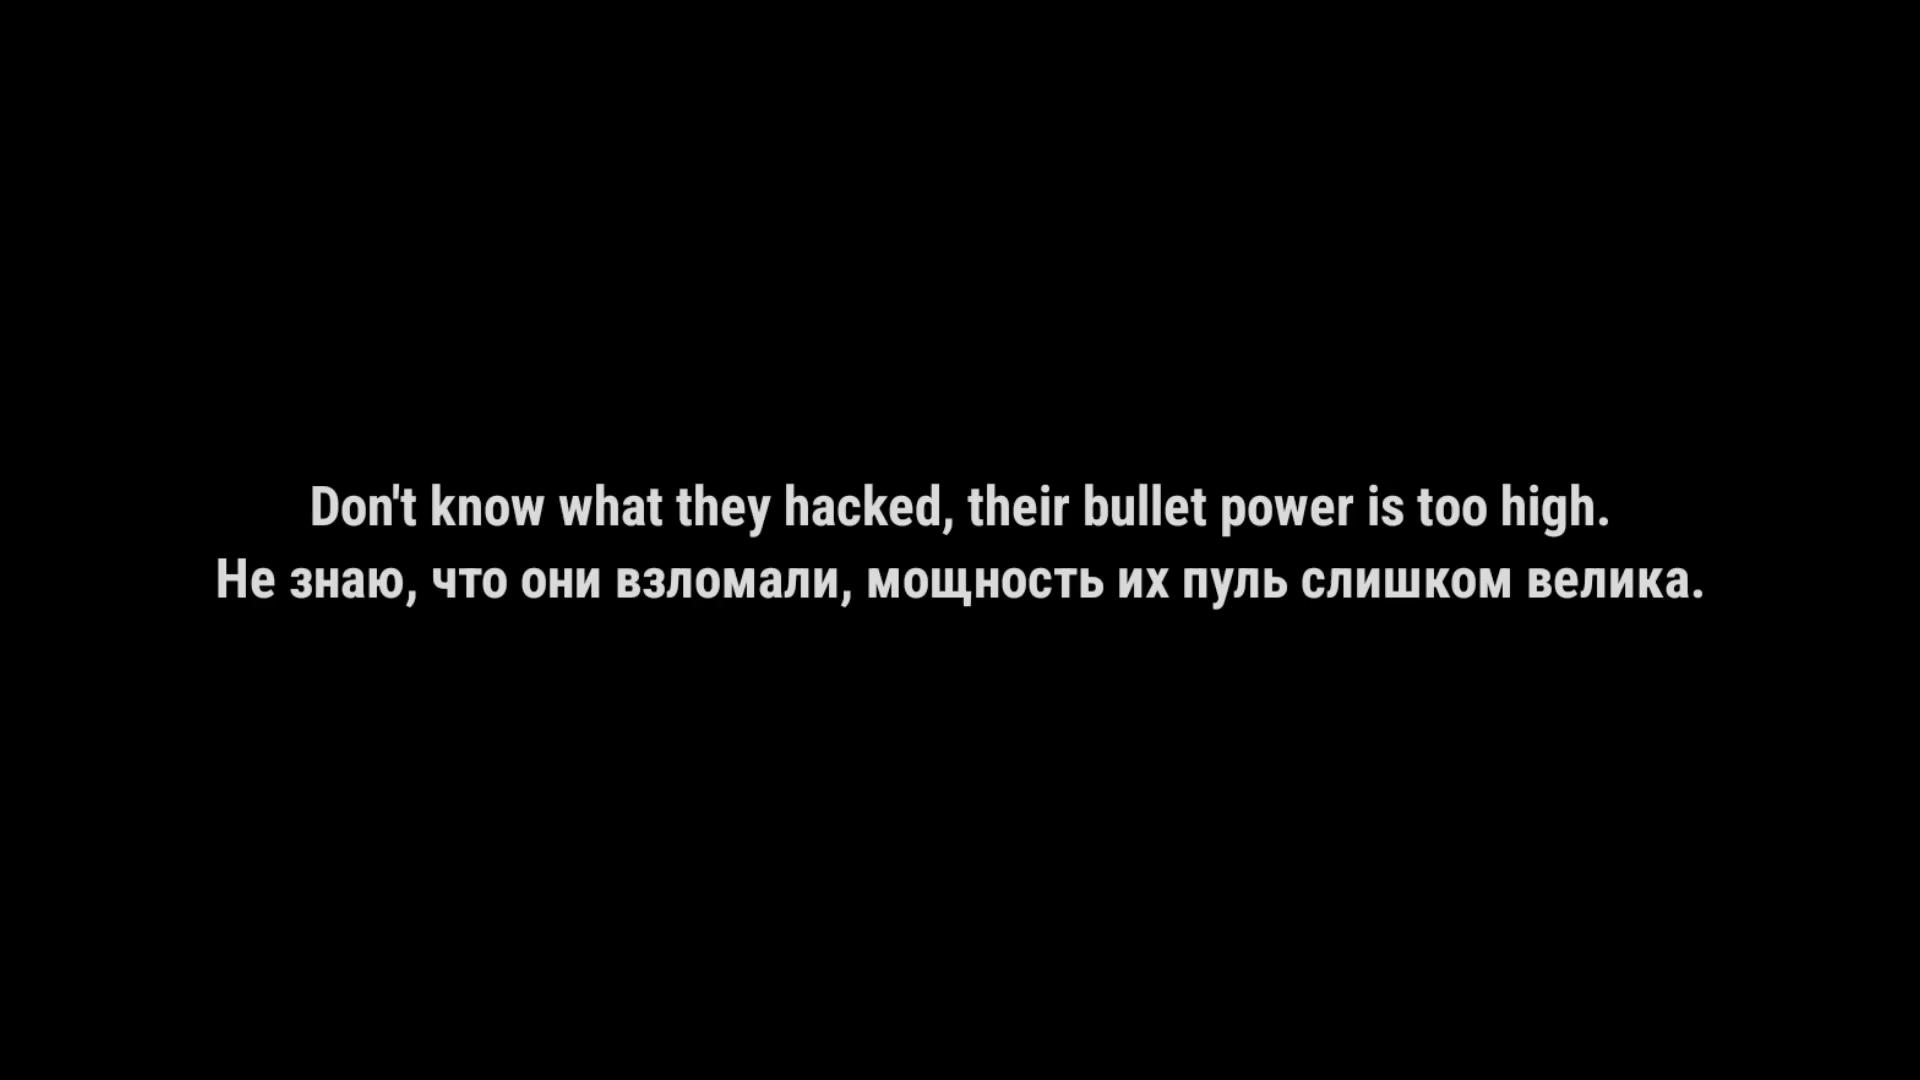 Don't know what they hacked, their bullet power is too high.
Не знаю, что они взломали, мощность их пуль слишком велика.